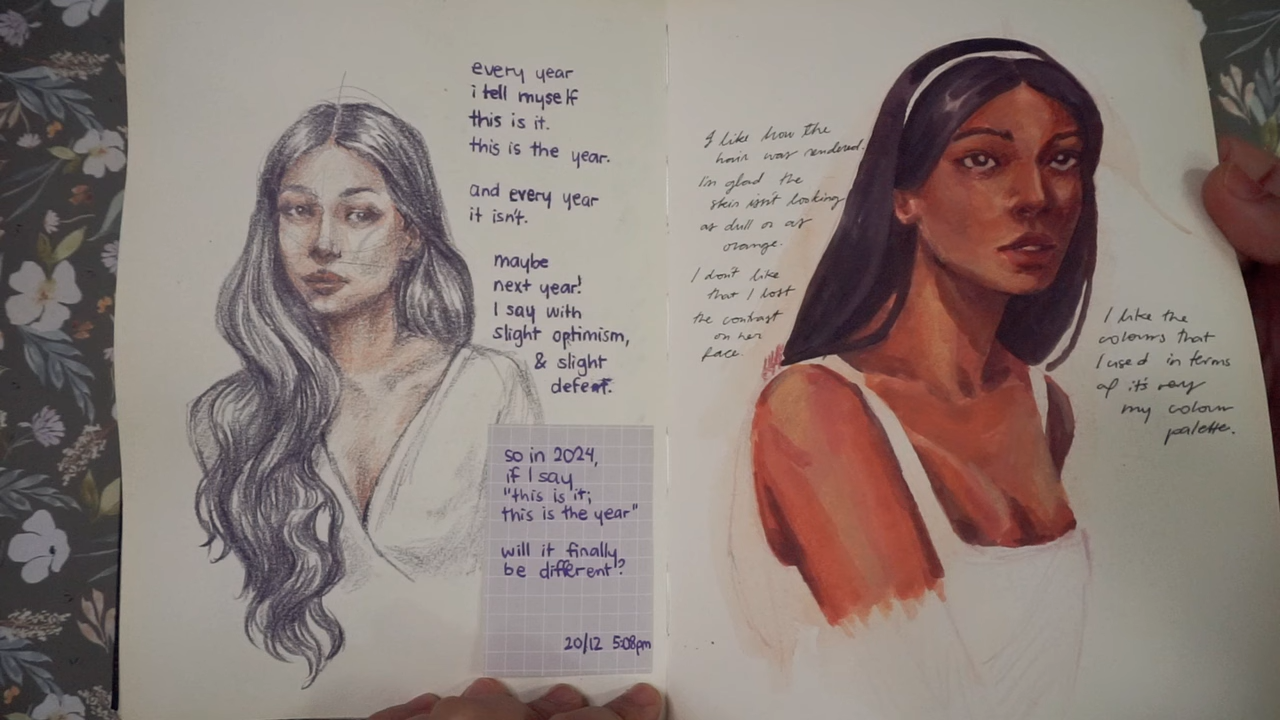 every year
i tell myself
this is it.
this is the year.
and every year
it isn't.
maybe
next year!
I say with
slight optimism,
& slight
defeat.
so in 2024,
if I say
"this is it;
this is the year"
will it finally
be different?
20/12 5:08pm
I like how the
hair was rendered.
I'm glad the
skin isn't looking
as dull or as
orange.
I don't like
that I lost
the contrast
on her
face.
I like the
colours that
I used in terms
of it's very
my colour
palette.